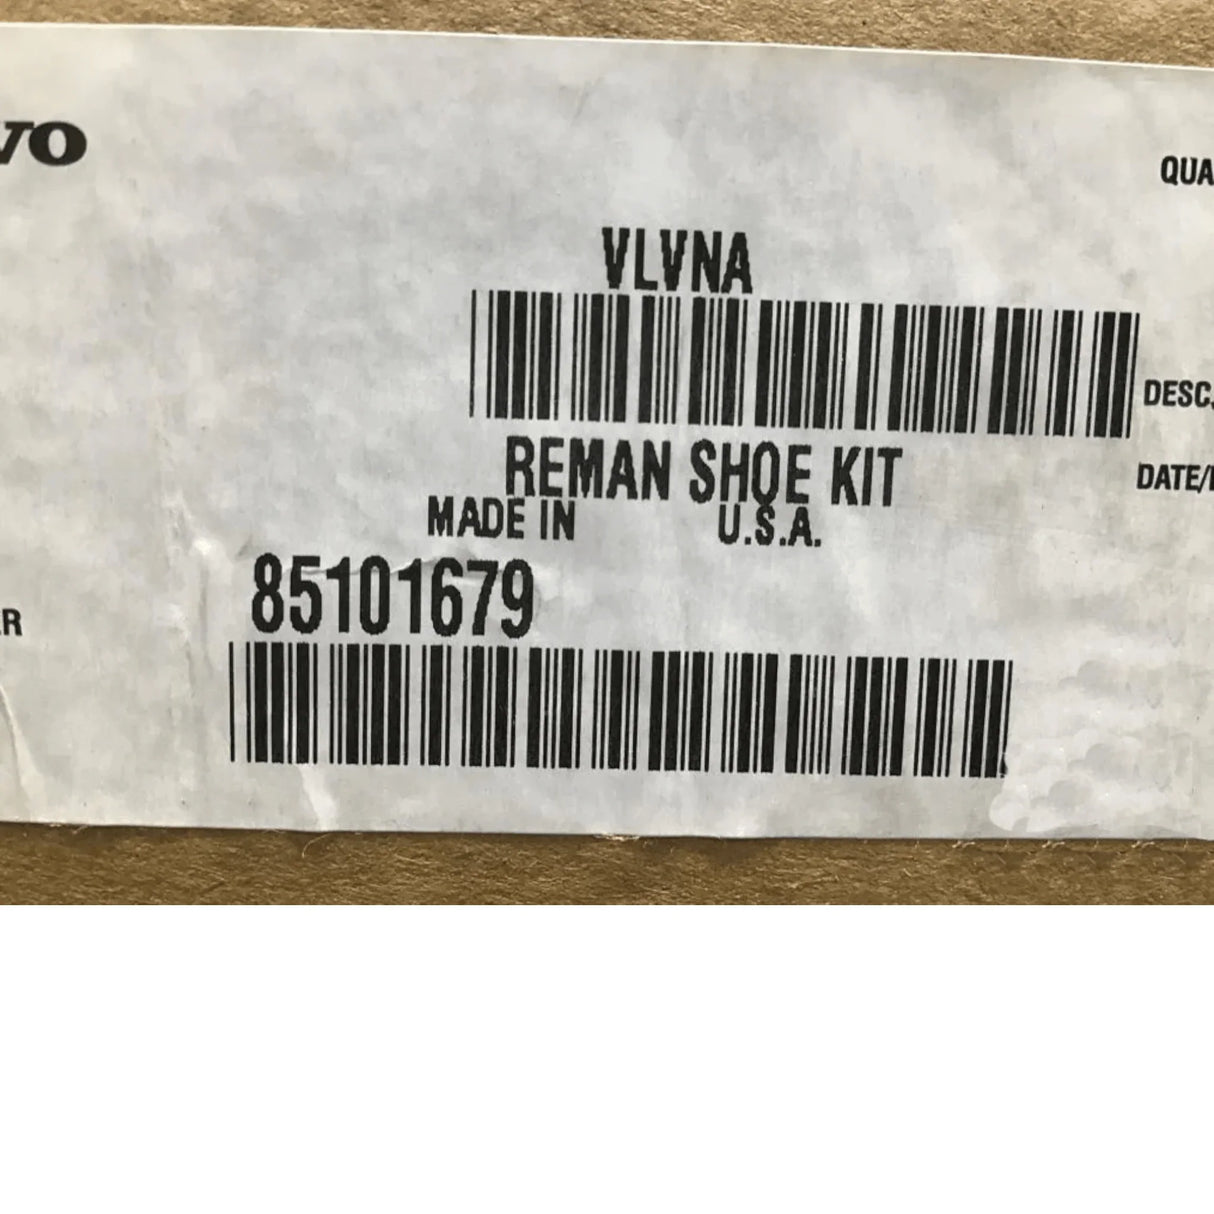 VO
QUA
VLVNA
DESC.
REMAN SHOE KIT
DATE/
MADE IN U.S.A.
85101679
R